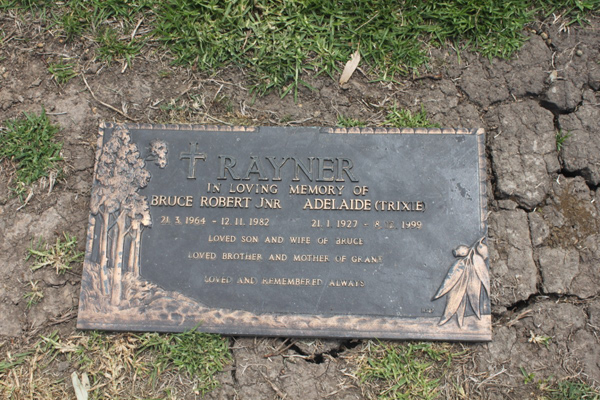 RAYNER
IN LOVING MEMORY OF
BRUCE ROBERT JNR ADELAIDE (TRIXIE)
21. 3. 1964 - 12. 11. 1982 21. 1. 1927 - 8. 1999
LOVED SON AND WIFE OF BRUCE
LOVED BROTHER AND MOTHER OF GRANT
LOVED AND REMEMBERED ALWAYS